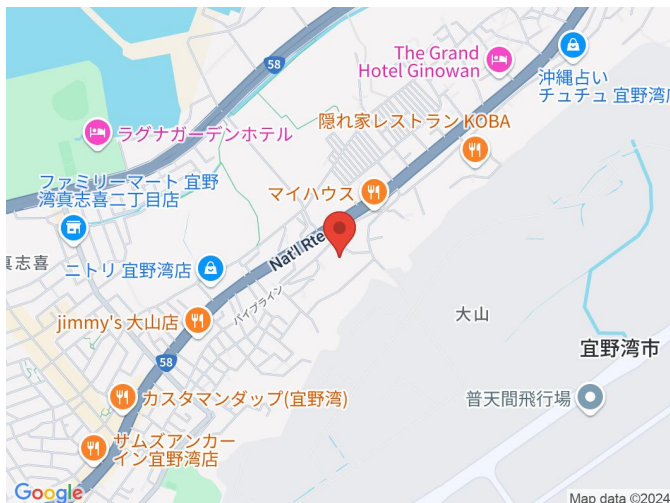 58
The Grand
Hotel Ginowan
沖縄占い
チュチュ 宜野湾店
ラグナガーデンホテル
隠れ家レストラン KOBA
ファミリーマート 宜野
湾真志喜二丁目店
マイハウス
真志喜
ニトリ 宜野湾店
Nat'l Rte
パイプライン
jimmy's 大山店
大山
宜野湾市
58
カスタマンダップ(宜野湾)
普天間飛行場
サムズアンカー
イン宜野湾店
Google
Map data ©2024